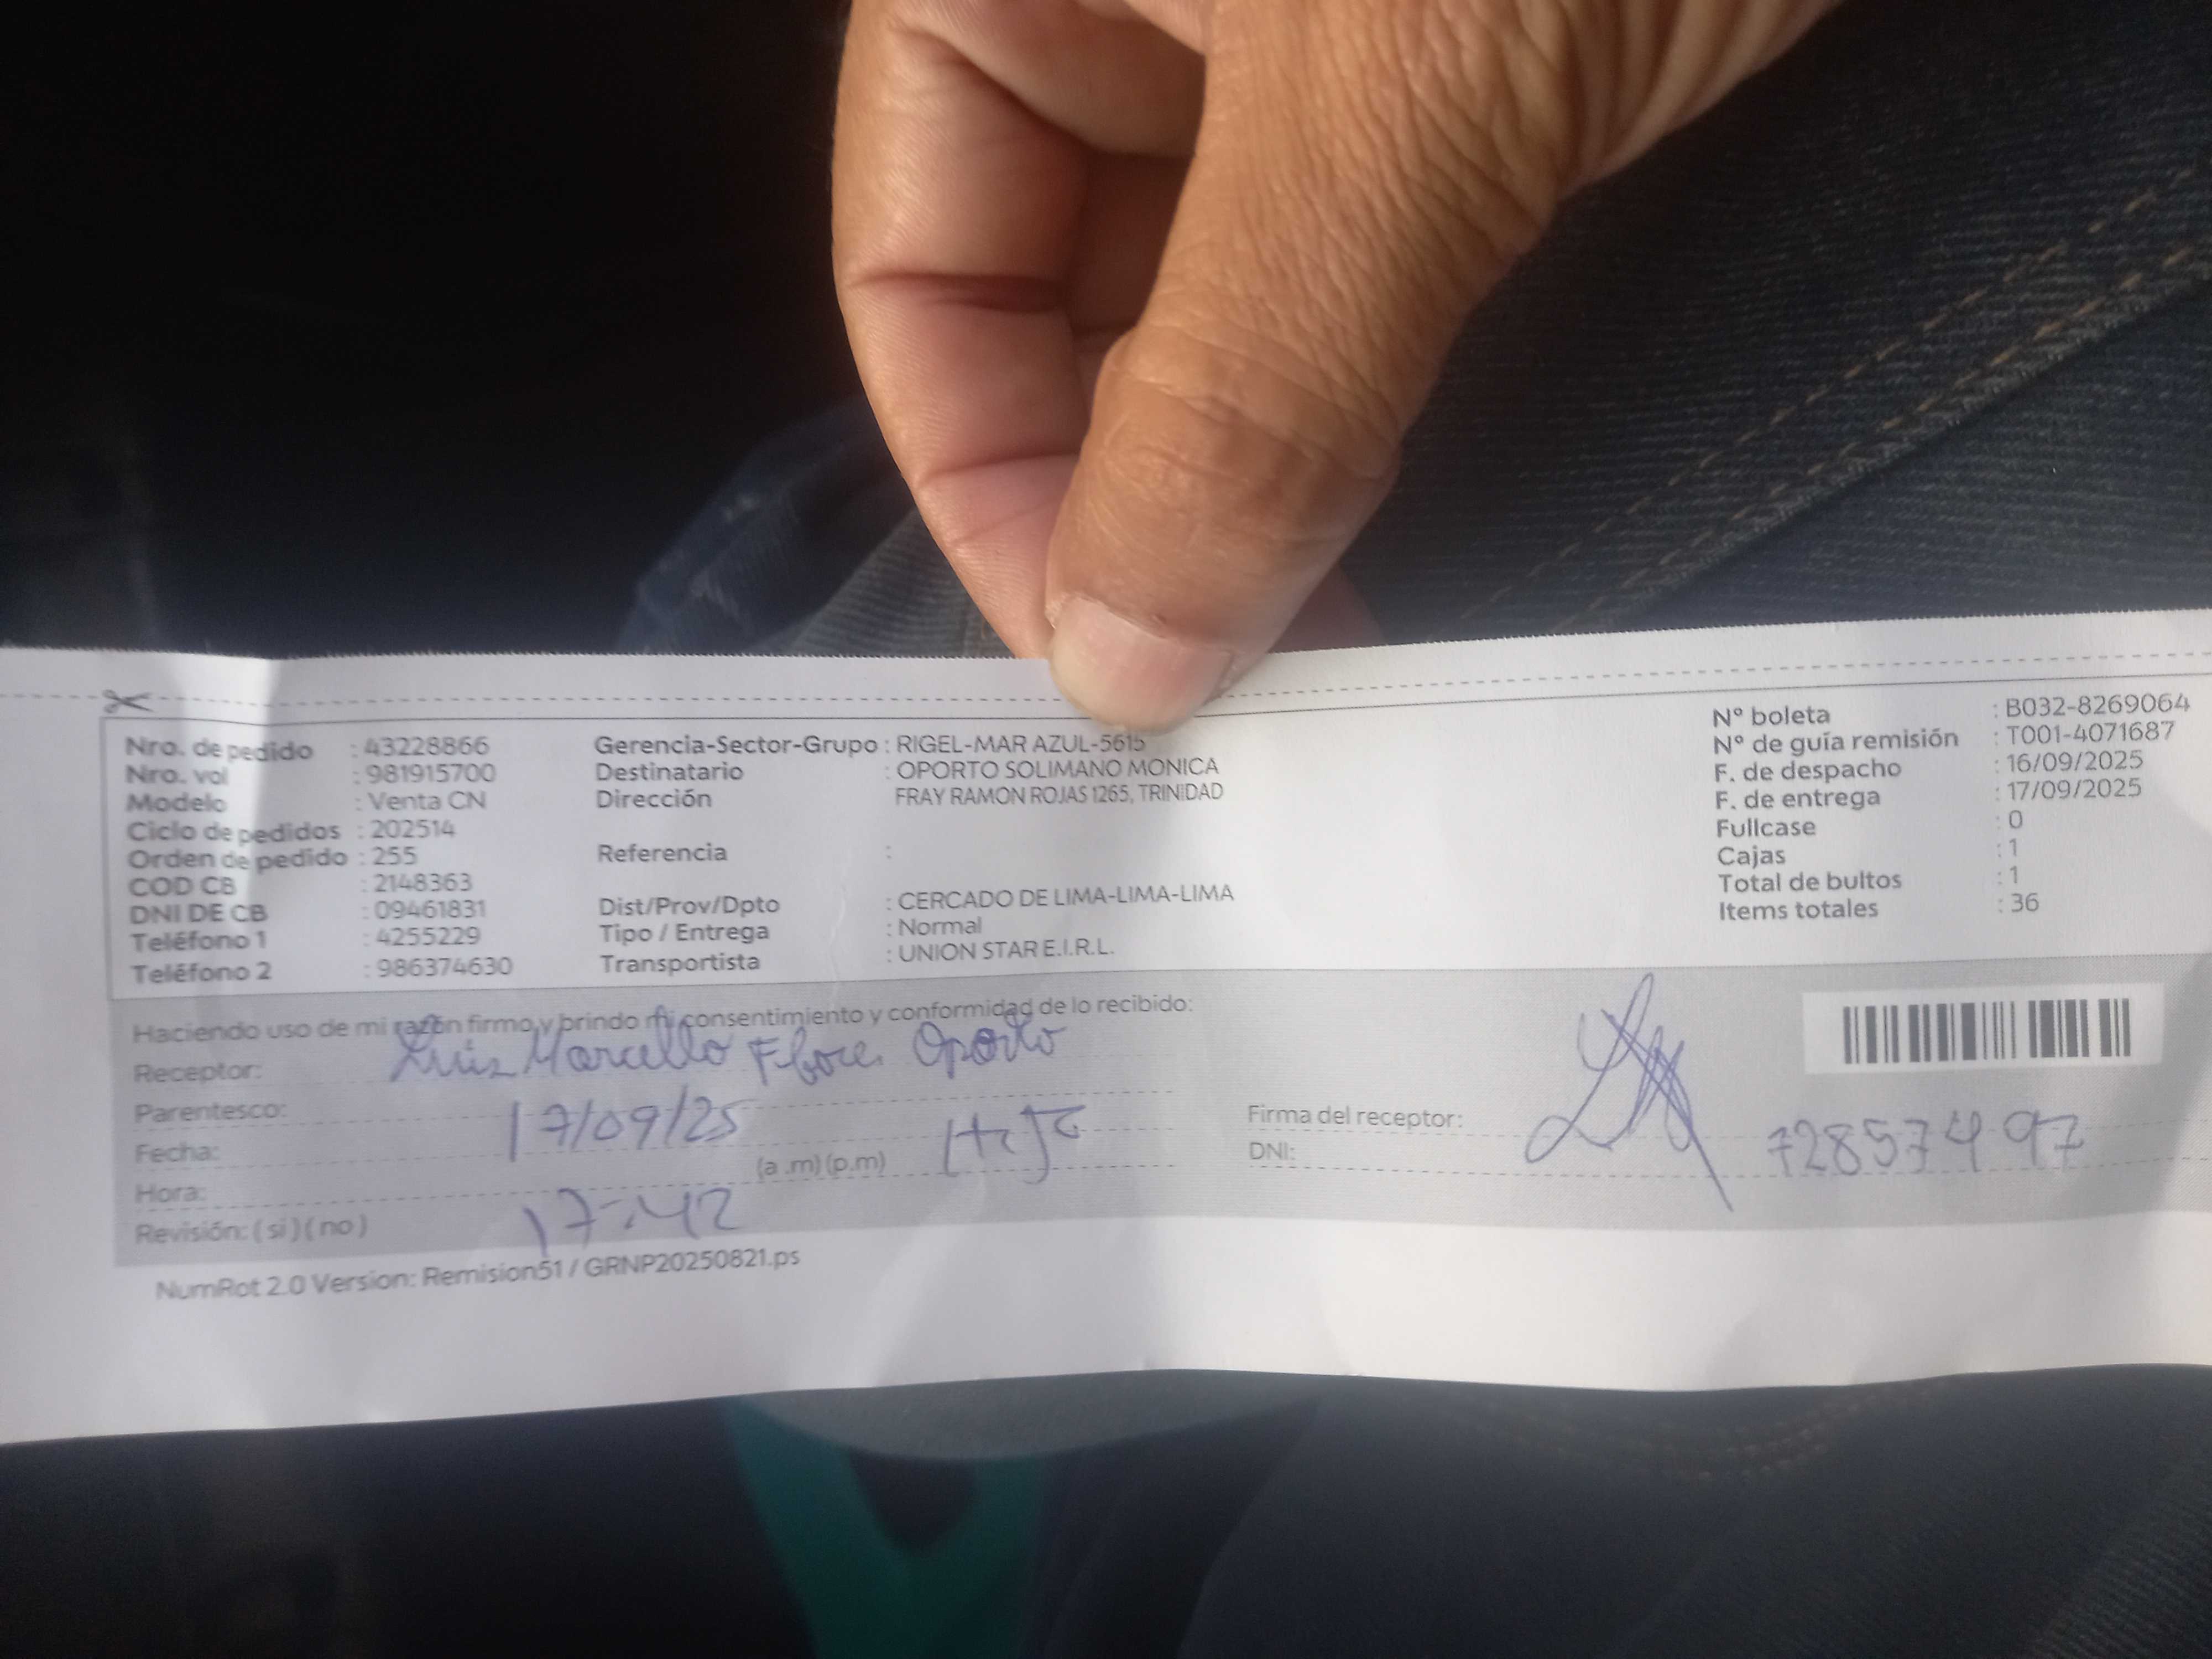 Nro. de pedido : 43228866
Nro. vol : 981915700
Modelo : Venta CN
Ciclo de pedidos : 202514
Orden de pedido : 255
COD CB : 2148363
DNI DE CB : 09461831
Teléfono 1 : 4255229
Teléfono 2 : 986374630
Gerencia-Sector-Grupo : RIGEL-MAR AZUL-5615
Destinatario : OPORTO SOLIMANO MONICA
Dirección FRAY RAMON ROJAS 1265, TRINIDAD
Referencia :
Dist/Prov/Dpto : CERCADO DE LIMA-LIMA-LIMA
Tipo / Entrega : Normal
Transportista : UNION STAR E.I.R.L.
N° boleta : B032-8269064
N° de guía remisión : T001-4071687
F. de despacho : 16/09/2025
F. de entrega : 17/09/2025
Fullcase : 0
Cajas : 1
Total de bultos : 1
Items totales : 36
Haciendo uso de mi razón firmo y brindo mi consentimiento y conformidad de lo recibido:
Receptor: Luis Marcello Oporto
Parentesco:
Fecha: 17/09/25
(a .m) (p.m)
Hora: 17:42
Revisión: ( si ) ( no )
Firma del receptor:
DNI: 72857497
NumRot 2.0 Version: Remision51 / GRNP20250821.ps